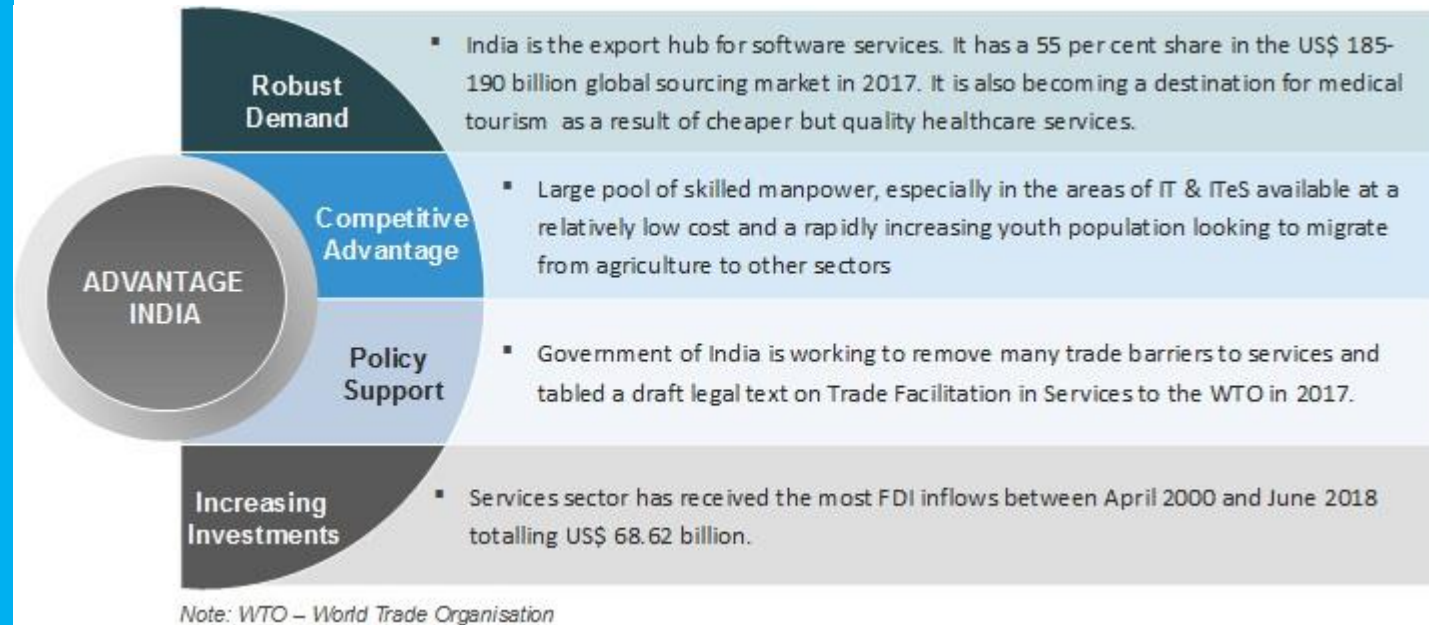 Robust
Demand
▪ India is the export hub for software services. It has a 55 per cent share in the US$ 185-
190 billion global sourcing market in 2017. It is also becoming a destination for medical
tourism as a result of cheaper but quality healthcare services.
ADVANTAGE
INDIA
Competitive
Advantage
▪ Large pool of skilled manpower, especially in the areas of IT & ITeS available at a
relatively low cost and a rapidly increasing youth population looking to migrate
from agriculture to other sectors
Policy
Support
▪ Government of India is working to remove many trade barriers to services and
tabled a draft legal text on Trade Facilitation in Services to the WTO in 2017.
Increasing
Investments
▪ Services sector has received the most FDI inflows between April 2000 and June 2018
totalling US$ 68.62 billion.
Note: WTO – World Trade Organisation